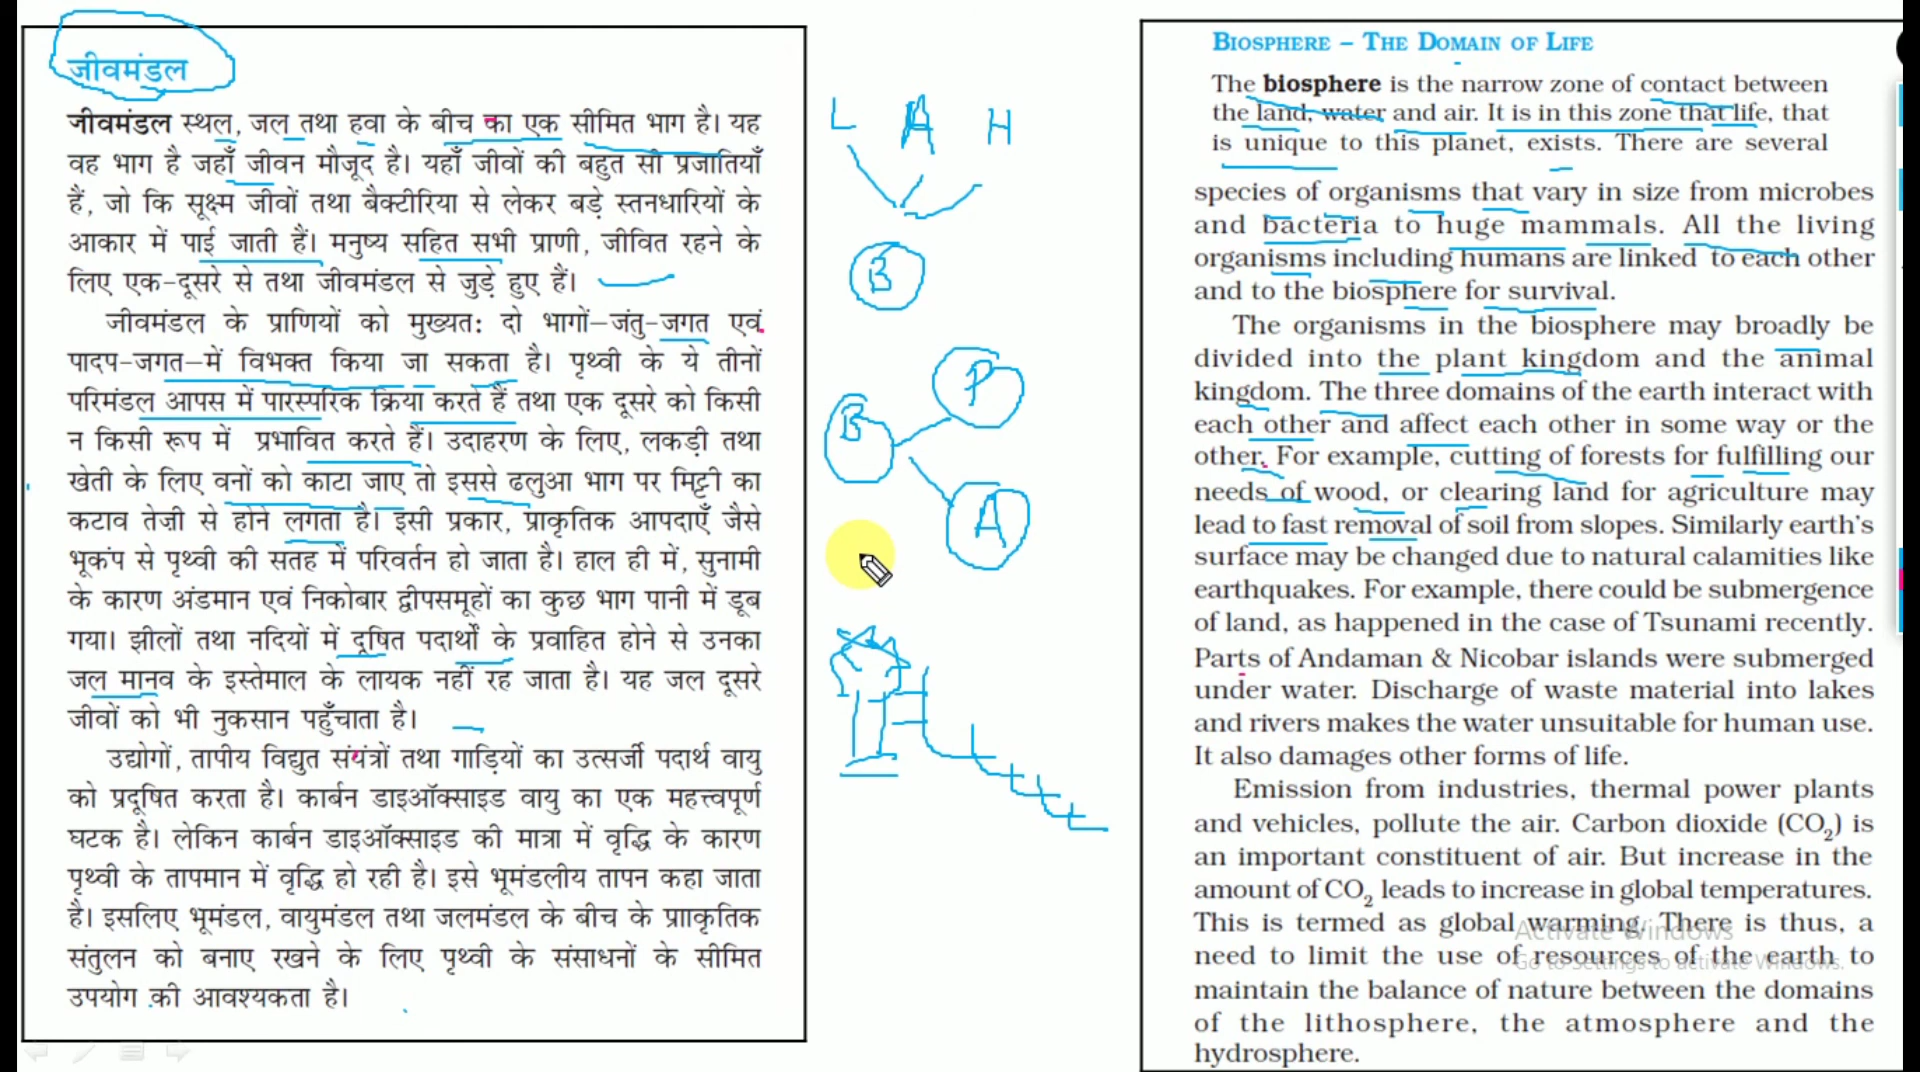 जीवमंडल
जीवमंडल स्थल, जल तथा हवा के बीच का एक सीमित भाग है। यह
वह भाग है जहाँ जीवन मौजूद है। यहाँ जीवों की बहुत सी प्रजातियाँ
हैं, जो कि सूक्ष्म जीवों तथा बैक्टीरिया से लेकर बड़े स्तनधारियों के
आकार में पाई जाती हैं। मनुष्य सहित सभी प्राणी, जीवित रहने के
लिए एक-दूसरे से तथा जीवमंडल से जुड़े हुए हैं।
जीवमंडल के प्राणियों को मुख्यत: दो भागों–जंतु-जगत एवं
पादप-जगत–में विभक्त किया जा सकता है। पृथ्वी के ये तीनों
परिमंडल आपस में पारस्परिक क्रिया करते हैं तथा एक दूसरे को किसी
न किसी रूप में प्रभावित करते हैं। उदाहरण के लिए, लकड़ी तथा
खेती के लिए वनों को काटा जाए तो इससे ढलुआ भाग पर मिट्टी का
कटाव तेज़ी से होने लगता है। इसी प्रकार, प्राकृतिक आपदाएँ जैसे
भूकंप से पृथ्वी की सतह में परिवर्तन हो जाता है। हाल ही में, सुनामी
के कारण अंडमान एवं निकोबार द्वीपसमूहों का कुछ भाग पानी में डूब
गया। झीलों तथा नदियों में दूषित पदार्थों के प्रवाहित होने से उनका
जल मानव के इस्तेमाल के लायक नहीं रह जाता है। यह जल दूसरे
जीवों को भी नुकसान पहुँचाता है।
उद्योगों, तापीय विद्युत संयंत्रों तथा गाड़ियों का उत्सर्जी पदार्थ वायु
को प्रदूषित करता है। कार्बन डाइऑक्साइड वायु का एक महत्त्वपूर्ण
घटक है। लेकिन कार्बन डाइऑक्साइड की मात्रा में वृद्धि के कारण
पृथ्वी के तापमान में वृद्धि हो रही है। इसे भूमंडलीय तापन कहा जाता
है। इसलिए भूमंडल, वायुमंडल तथा जलमंडल के बीच के प्रााकृतिक
संतुलन को बनाए रखने के लिए पृथ्वी के संसाधनों के सीमित
उपयोग की आवश्यकता है।
L A H
B
P
B
A
BIOSPHERE – THE DOMAIN OF LIFE
The biosphere is the narrow zone of contact between
the land, water and air. It is in this zone that life, that
is unique to this planet, exists. There are several
species of organisms that vary in size from microbes
and bacteria to huge mammals. All the living
organisms including humans are linked to each other
and to the biosphere for survival.
The organisms in the biosphere may broadly be
divided into the plant kingdom and the animal
kingdom. The three domains of the earth interact with
each other and affect each other in some way or the
other. For example, cutting of forests for fulfilling our
needs of wood, or clearing land for agriculture may
lead to fast removal of soil from slopes. Similarly earth's
surface may be changed due to natural calamities like
earthquakes. For example, there could be submergence
of land, as happened in the case of Tsunami recently.
Parts of Andaman & Nicobar islands were submerged
under water. Discharge of waste material into lakes
and rivers makes the water unsuitable for human use.
It also damages other forms of life.
Emission from industries, thermal power plants
and vehicles, pollute the air. Carbon dioxide (CO₂) is
an important constituent of air. But increase in the
amount of CO₂ leads to increase in global temperatures.
This is termed as global warming. There is thus, a
need to limit the use of resources of the earth to
maintain the balance of nature between the domains
of the lithosphere, the atmosphere and the
hydrosphere.
Activate Windows
Go to Settings to activate Windows.